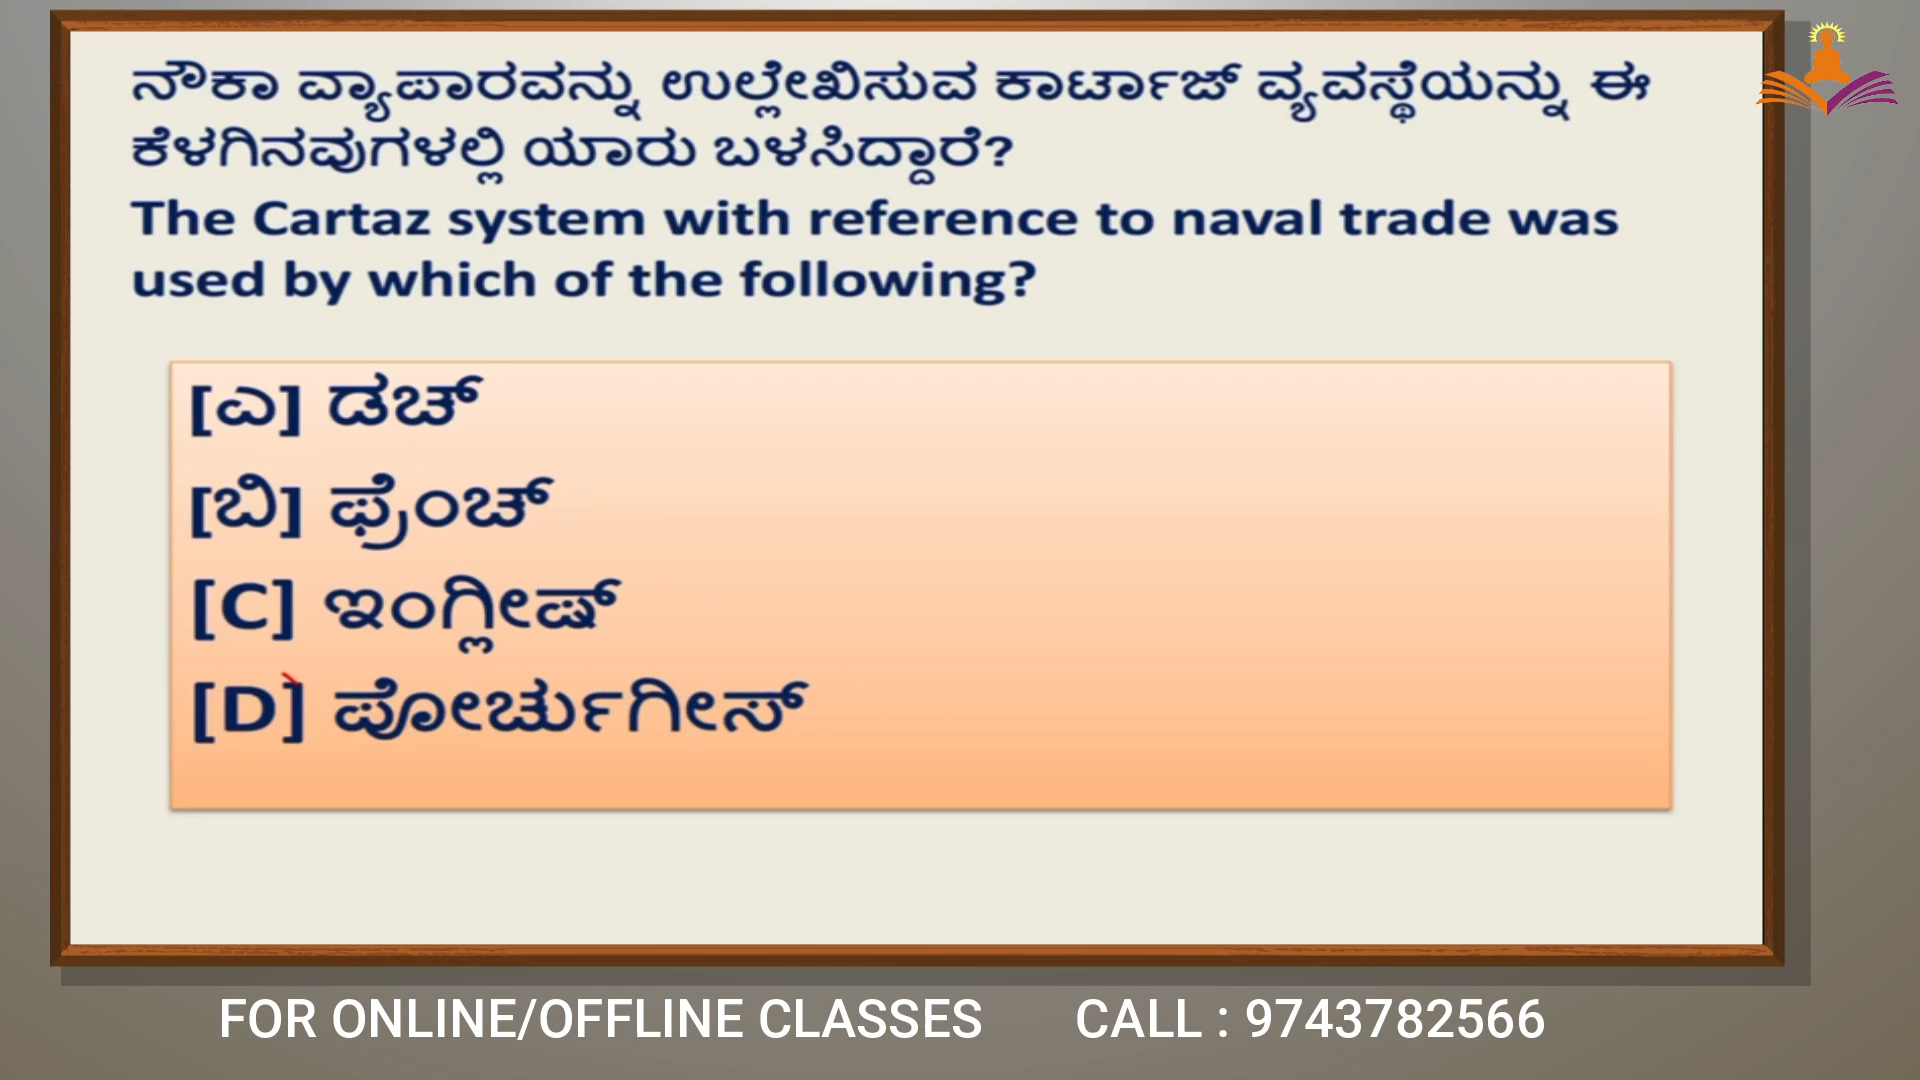 ನೌಕಾ ವ್ಯಾಪಾರವನ್ನು ಉಲ್ಲೇಖಿಸುವ ಕಾರ್ಟಾಜ್ ವ್ಯವಸ್ಥೆಯನ್ನು ಈ
ಕೆಳಗಿನವುಗಳಲ್ಲಿ ಯಾರು ಬಳಸಿದ್ದಾರೆ?
The Cartaz system with reference to naval trade was
used by which of the following?
[ಎ] ಡಚ್
[ಬಿ] ಫ್ರೆಂಚ್
[C] ಇಂಗ್ಲೀಷ್
[D] ಪೋರ್ಚುಗೀಸ್
FOR ONLINE/OFFLINE CLASSES CALL : 9743782566